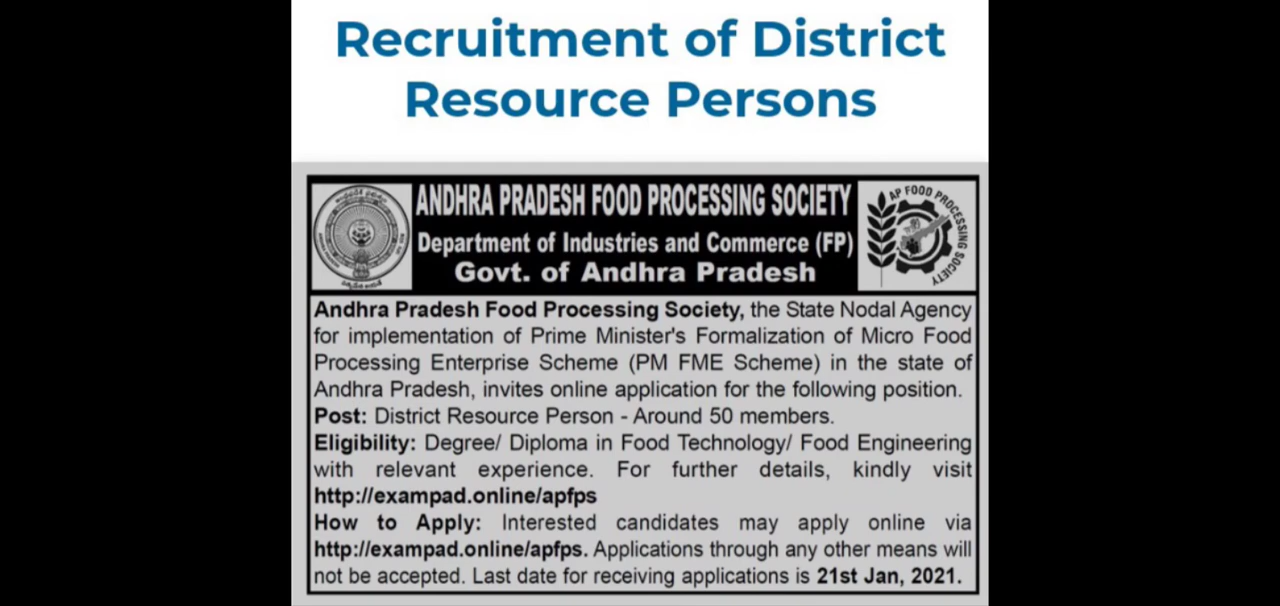 Recruitment of District
Resource Persons
ANDHRA PRADESH FOOD PROCESSING SOCIETY
Department of Industries and Commerce (FP)
Govt. of Andhra Pradesh
AP FOOD PROCESSING SOCIETY
Andhra Pradesh Food Processing Society, the State Nodal Agency
for implementation of Prime Minister's Formalization of Micro Food
Processing Enterprise Scheme (PM FME Scheme) in the state of
Andhra Pradesh, invites online application for the following position.
Post: District Resource Person - Around 50 members.
Eligibility: Degree/ Diploma in Food Technology/ Food Engineering
with relevant experience. For further details, kindly visit
http://exampad.online/apfps
How to Apply: Interested candidates may apply online via
http://exampad.online/apfps. Applications through any other means will
not be accepted. Last date for receiving applications is 21st Jan, 2021.